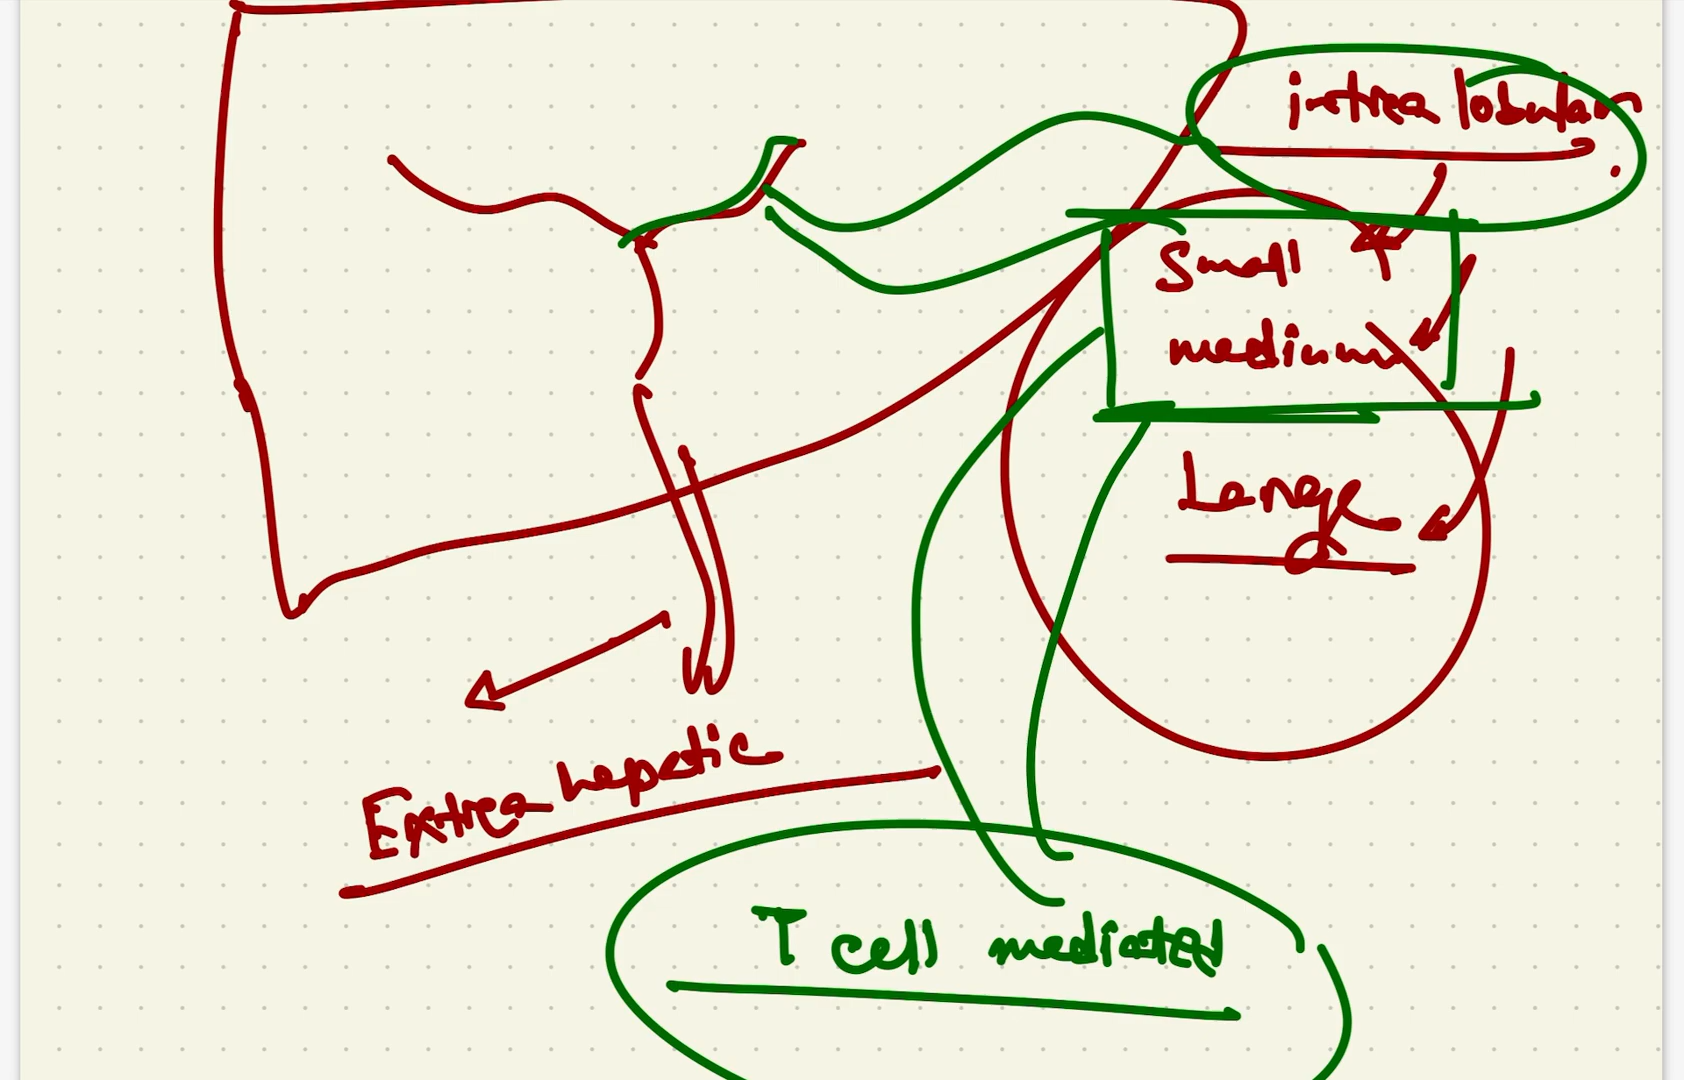 intra lobular
Small
medium
Large
Extra hepatic
T cell mediated